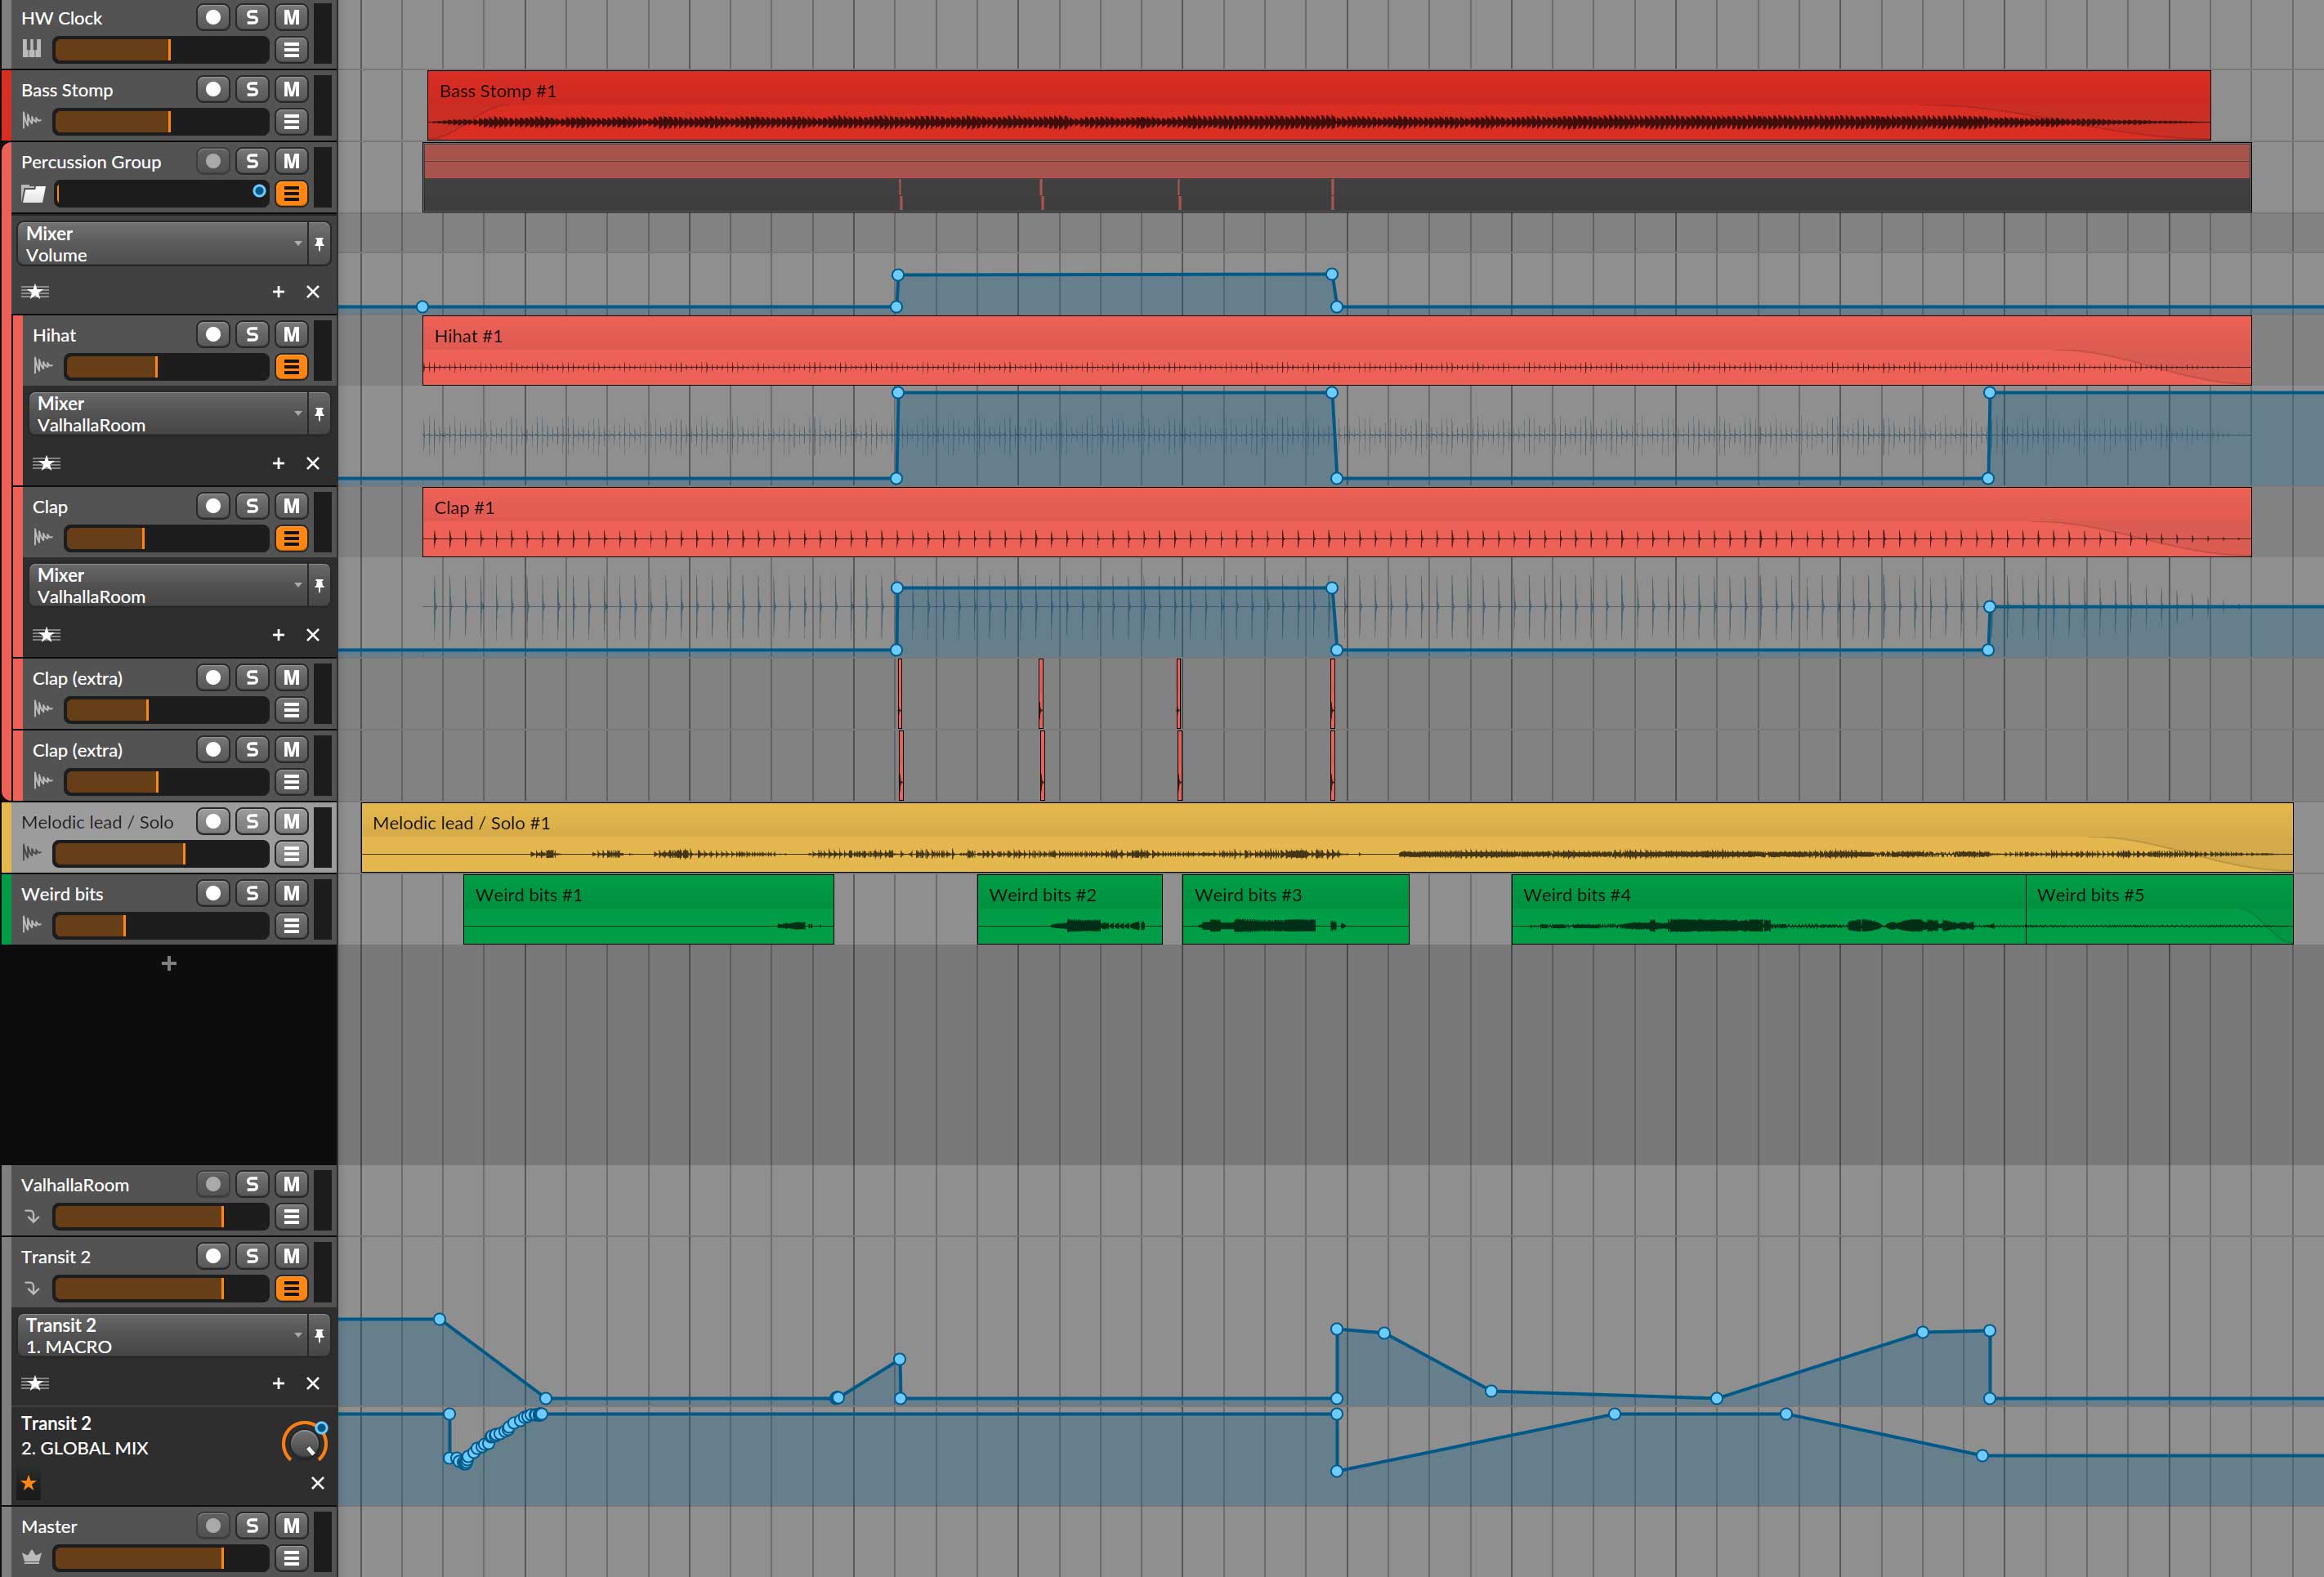 HW Clock S M
Bass Stomp S M
Bass Stomp #1
Percussion Group S M
Mixer
Volume
Hihat S M
Hihat #1
Mixer
ValhallaRoom
Clap S M
Clap #1
Mixer
ValhallaRoom
Clap (extra) S M
Clap (extra) S M
Melodic lead / Solo S M
Melodic lead / Solo #1
Weird bits S M
Weird bits #1
Weird bits #2
Weird bits #3
Weird bits #4
Weird bits #5
ValhallaRoom S M
Transit 2 S M
Transit 2
1. MACRO
Transit 2
2. GLOBAL MIX
Master S M